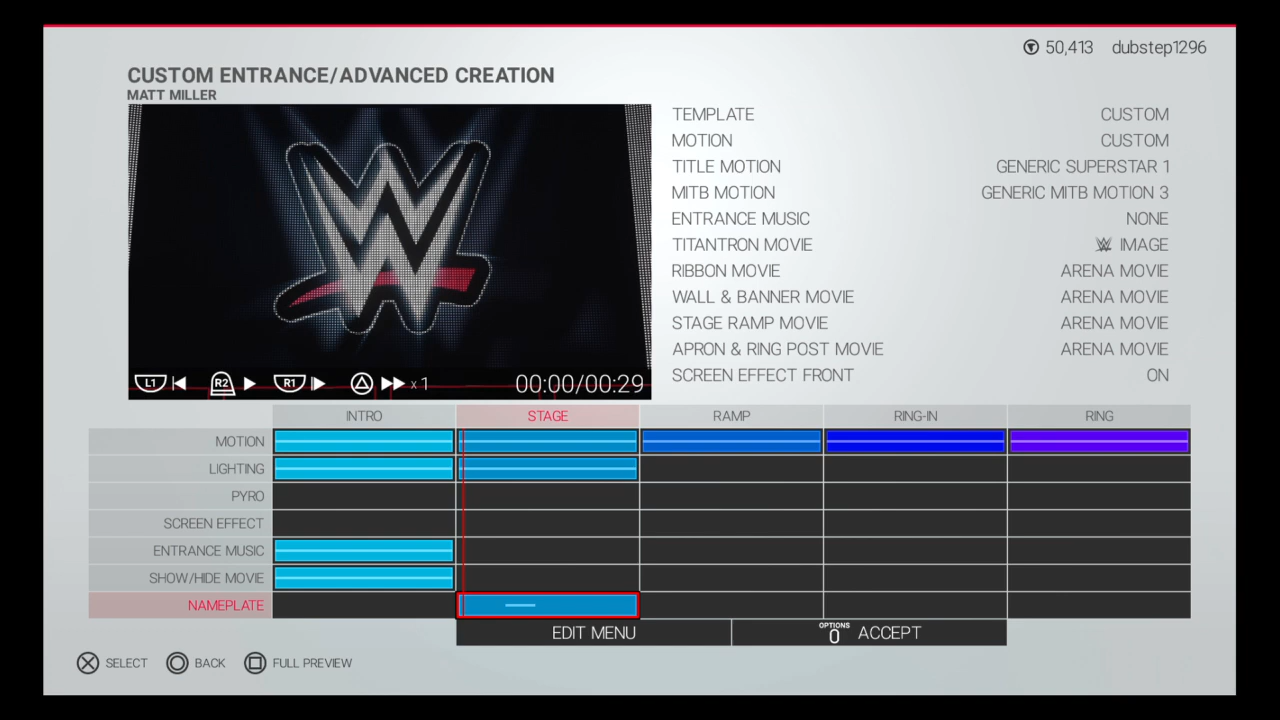 50,413 dubstep1296
CUSTOM ENTRANCE/ADVANCED CREATION
MATT MILLER
TEMPLATE CUSTOM
MOTION CUSTOM
TITLE MOTION GENERIC SUPERSTAR 1
MITB MOTION GENERIC MITB MOTION 3
ENTRANCE MUSIC NONE
TITANTRON MOVIE W IMAGE
RIBBON MOVIE ARENA MOVIE
WALL & BANNER MOVIE ARENA MOVIE
STAGE RAMP MOVIE ARENA MOVIE
APRON & RING POST MOVIE ARENA MOVIE
SCREEN EFFECT FRONT ON
L1 R2 R1 x 1 00:00/00:29
INTRO STAGE RAMP RING-IN RING
MOTION
LIGHTING
PYRO
SCREEN EFFECT
ENTRANCE MUSIC
SHOW/HIDE MOVIE
NAMEPLATE
EDIT MENU OPTIONS ACCEPT
SELECT BACK FULL PREVIEW